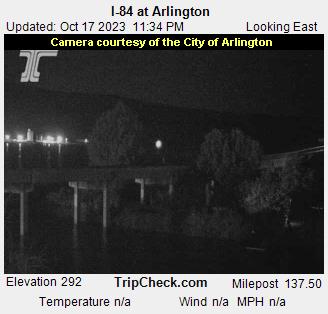 I-84 at Arlington
Updated: Oct 17 2023 11:34 PM Looking East
Camera courtesy of the City of Arlington
Elevation 292 TripCheck.com Milepost 137.50
Temperature n/a Wind n/a MPH n/a